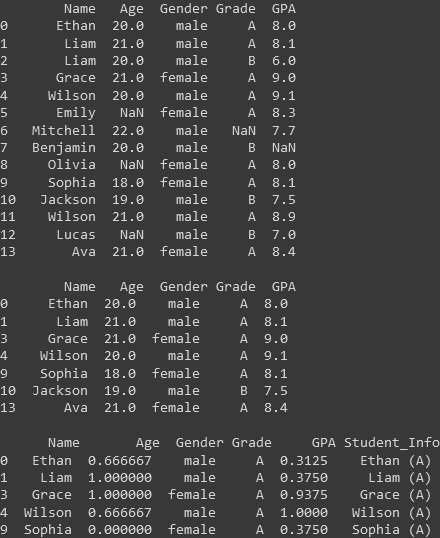 Name Age Gender Grade GPA
0 Ethan 20.0 male A 8.0
1 Liam 21.0 male A 8.1
2 Liam 20.0 male B 6.0
3 Grace 21.0 female A 9.0
4 Wilson 20.0 male A 9.1
5 Emily NaN female A 8.3
6 Mitchell 22.0 male NaN 7.7
7 Benjamin 20.0 male B NaN
8 Olivia NaN female A 8.0
9 Sophia 18.0 female A 8.1
10 Jackson 19.0 male B 7.5
11 Wilson 21.0 male A 8.9
12 Lucas NaN male B 7.0
13 Ava 21.0 female A 8.4
Name Age Gender Grade GPA
0 Ethan 20.0 male A 8.0
1 Liam 21.0 male A 8.1
3 Grace 21.0 female A 9.0
4 Wilson 20.0 male A 9.1
9 Sophia 18.0 female A 8.1
10 Jackson 19.0 male B 7.5
13 Ava 21.0 female A 8.4
Name Age Gender Grade GPA Student_Info
0 Ethan 0.666667 male A 0.3125 Ethan (A)
1 Liam 1.000000 male A 0.3750 Liam (A)
3 Grace 1.000000 female A 0.9375 Grace (A)
4 Wilson 0.666667 male A 1.0000 Wilson (A)
9 Sophia 0.000000 female A 0.3750 Sophia (A)